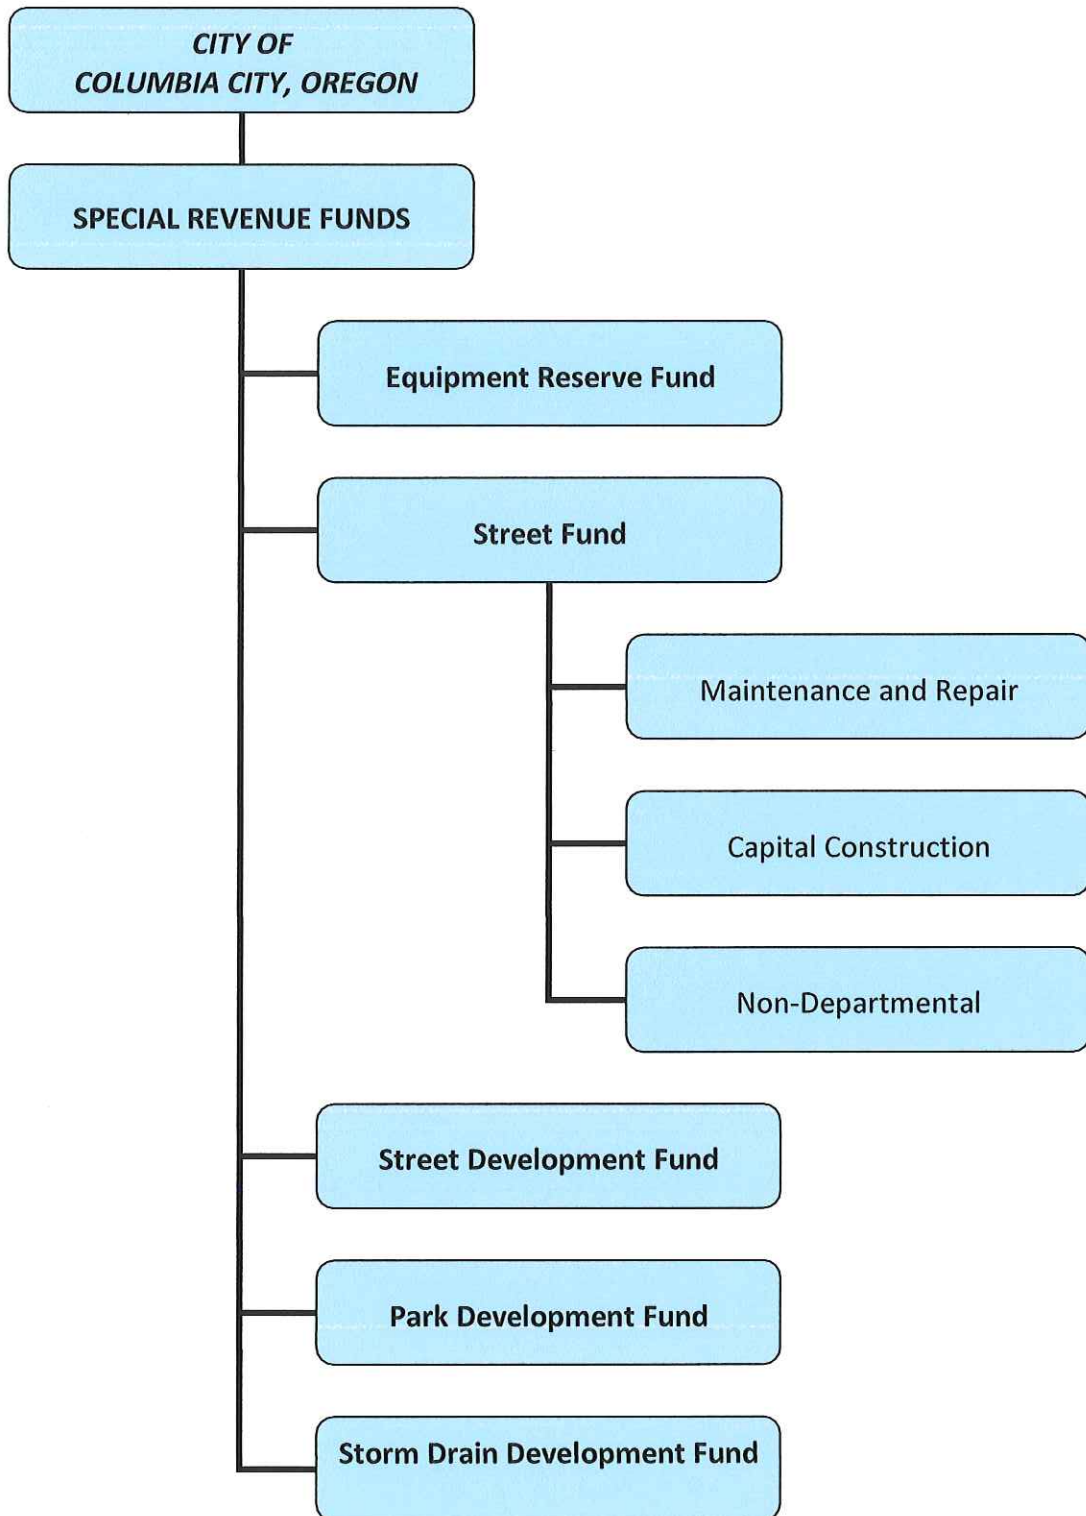 CITY OF
COLUMBIA CITY, OREGON
SPECIAL REVENUE FUNDS
Equipment Reserve Fund
Street Fund
Maintenance and Repair
Capital Construction
Non-Departmental
Street Development Fund
Park Development Fund
Storm Drain Development Fund